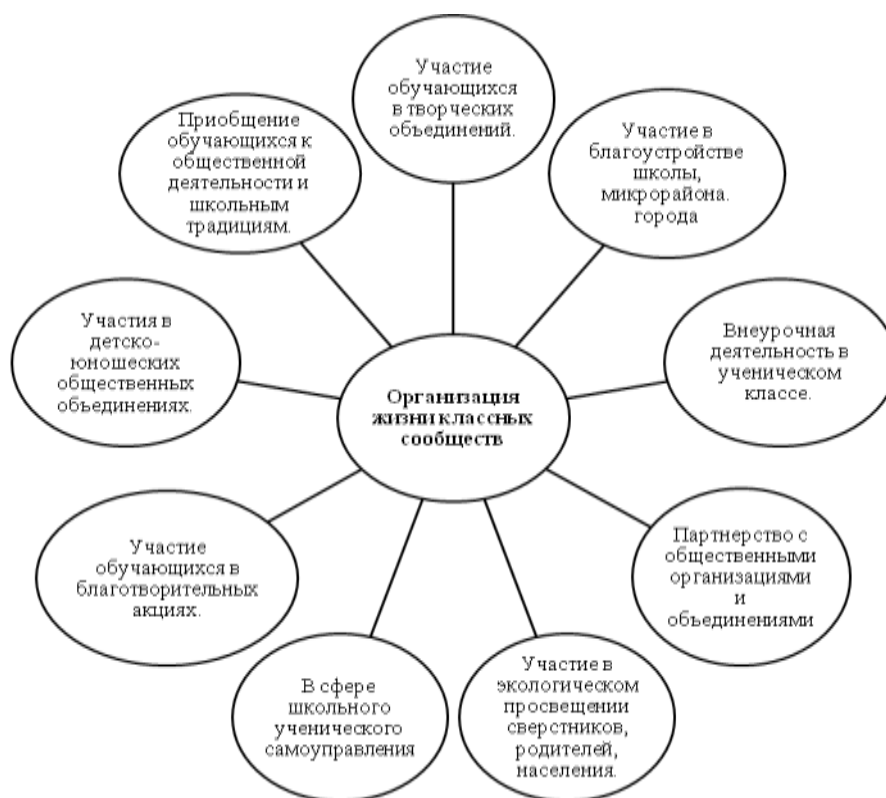 Участие
обучающихся
в творческих
объединений.
Приобщение
обучающихся к
общественной
деятельности и
школьным
традициям.
Участие в
благоустройстве
школы,
микрорайона.
города
Участия в
детско-
юношеских
общественных
объединениях.
Внеурочная
деятельность в
ученическом
классе.
Организация
жизни классных
сообществ
Участие
обучающихся в
благотворительных
акциях.
Партнерство с
общественными
организациями
и
объединениями
В сфере
школьного
ученического
самоуправления
Участие в
экологическом
просвещении
сверстников,
родителей,
населения.